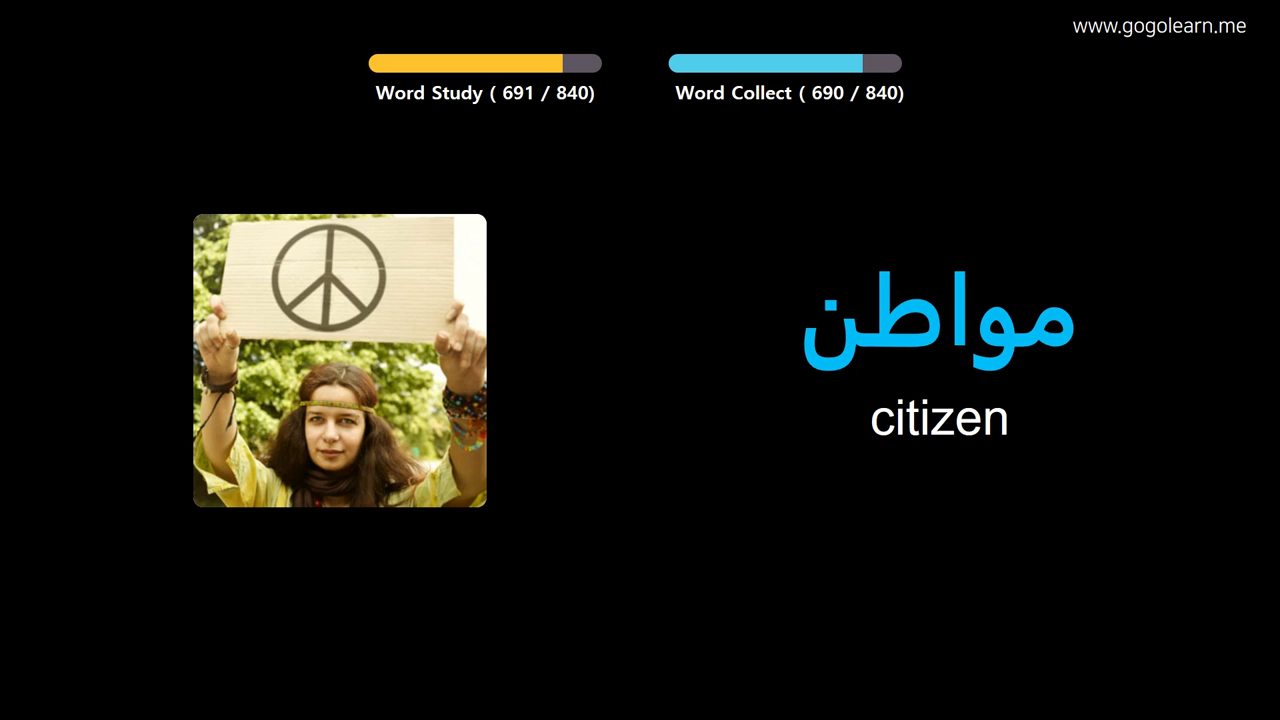 www.gogolearn.me
Word Study ( 691 / 840)
Word Collect ( 690 / 840)
مواطن
citizen